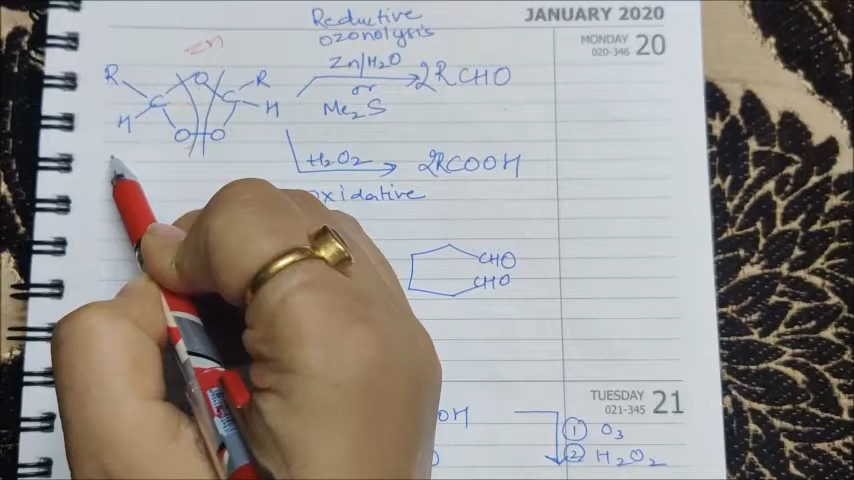 JANUARY 2020
Reductive
ozonolysis
MONDAY 20
020-346
Zn
Zn/H2O
or
Me2S
2RCHO
R O R
C C
H H
O O
H2O2
2RCOOH
oxidative
CHO
CHO
TUESDAY 21
021-345
OH
① O3
② H2O2